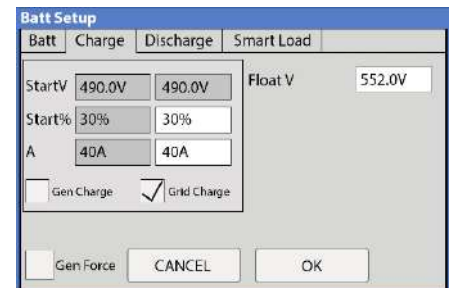 Batt Setup
Batt Charge Discharge Smart Load
StartV 490.0V 490.0V Float V 552.0V
Start% 30% 30%
A 40A 40A
Gen Charge Grid Charge
Gen Force CANCEL OK